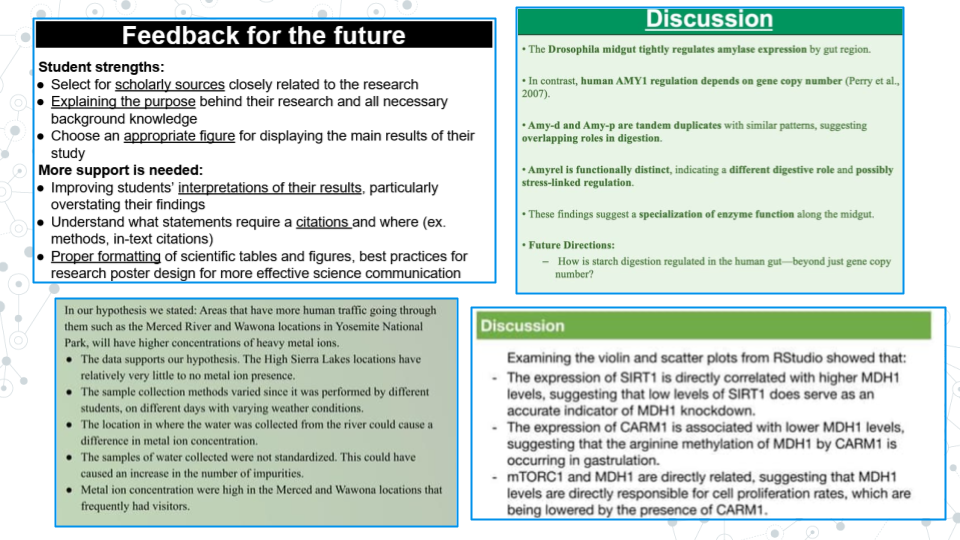 Feedback for the future
Student strengths:
● Select for scholarly sources closely related to the research
● Explaining the purpose behind their research and all necessary
background knowledge
● Choose an appropriate figure for displaying the main results of their
study
More support is needed:
● Improving students’ interpretations of their results, particularly
overstating their findings
● Understand what statements require a citations and where (ex.
methods, in-text citations)
● Proper formatting of scientific tables and figures, best practices for
research poster design for more effective science communication
Discussion
• The Drosophila midgut tightly regulates amylase expression by gut region.
• In contrast, human AMY1 regulation depends on gene copy number (Perry et al.,
2007).
• Amy-d and Amy-p are tandem duplicates with similar patterns, suggesting
overlapping roles in digestion.
• Amyrel is functionally distinct, indicating a different digestive role and possibly
stress-linked regulation.
• These findings suggest a specialization of enzyme function along the midgut.
• Future Directions:
– How is starch digestion regulated in the human gut—beyond just gene copy
number?
In our hypothesis we stated: Areas that have more human traffic going through
them such as the Merced River and Wawona locations in Yosemite National
Park, will have higher concentrations of heavy metal ions.
● The data supports our hypothesis. The High Sierra Lakes locations have
relatively very little to no metal ion presence.
● The sample collection methods varied since it was performed by different
students, on different days with varying weather conditions.
● The location in where the water was collected from the river could cause a
difference in metal ion concentration.
● The samples of water collected were not standardized. This could have
caused an increase in the number of impurities.
● Metal ion concentration were high in the Merced and Wawona locations that
frequently had visitors.
Discussion
Examining the violin and scatter plots from RStudio showed that:
- The expression of SIRT1 is directly correlated with higher MDH1
levels, suggesting that low levels of SIRT1 does serve as an
accurate indicator of MDH1 knockdown.
- The expression of CARM1 is associated with lower MDH1 levels,
suggesting that the arginine methylation of MDH1 by CARM1 is
occurring in gastrulation.
- mTORC1 and MDH1 are directly related, suggesting that MDH1
levels are directly responsible for cell proliferation rates, which are
being lowered by the presence of CARM1.